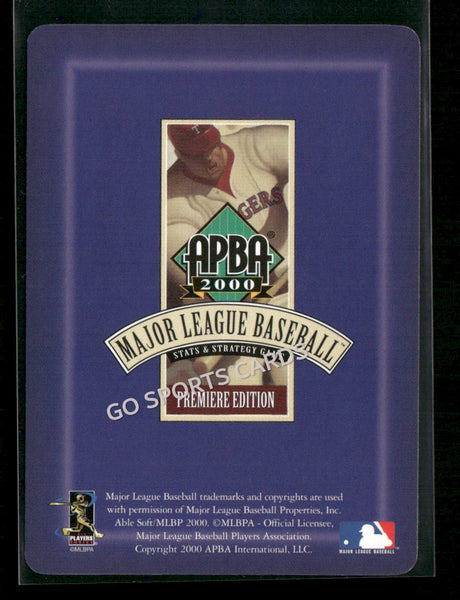 T
GERS
APBA®
2000
MAJOR LEAGUE BASEBALL™
STATS & STRATEGY GAME
GO SPORTS CARDS
PREMIERE EDITION
Major League Baseball trademarks and copyrights are used
with permission of Major League Baseball Properties, Inc.
Able Soft/MLBP 2000. ©MLBPA - Official Licensee,
Major League Baseball Players Association.
Copyright 2000 APBA International, LLC.
PLAYERS
CHOICE
©MLBPA
MAJOR LEAGUE BASEBALL